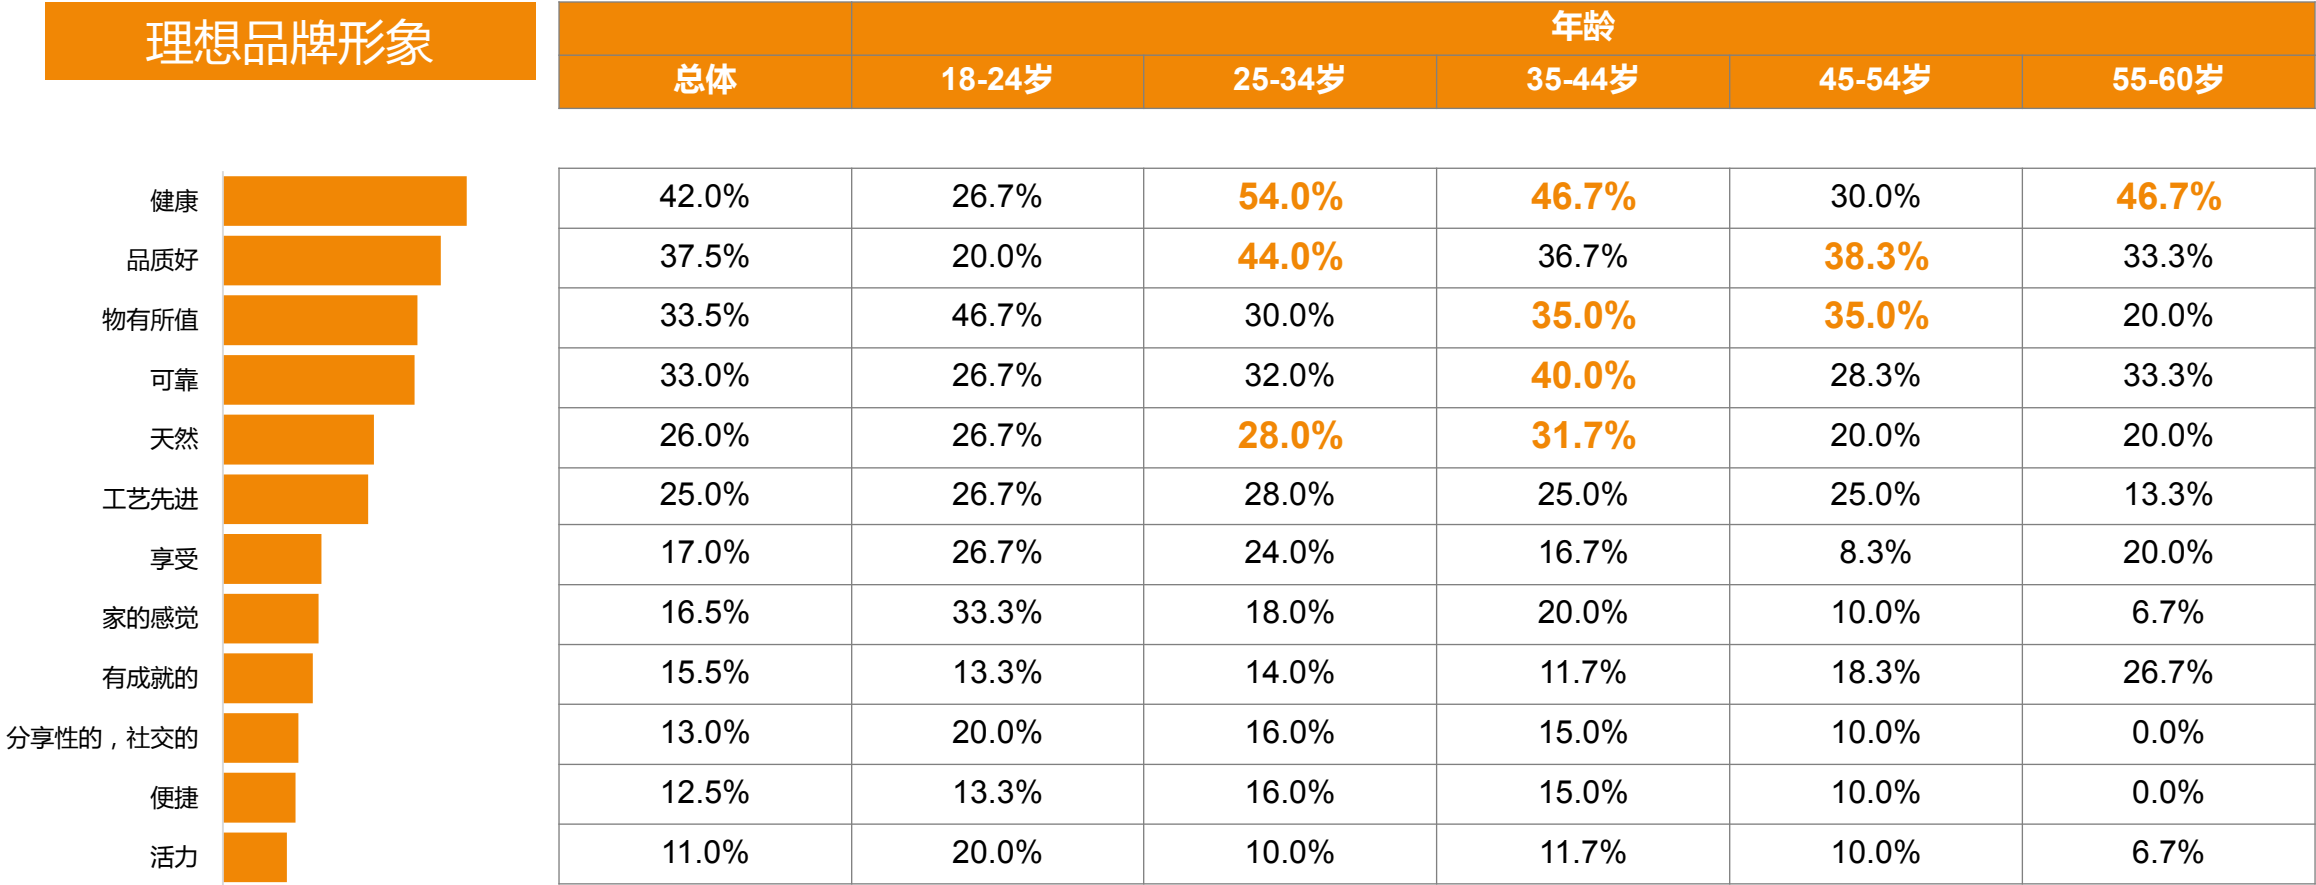 理想品牌形象
年龄
总体 18-24岁 25-34岁 35-44岁 45-54岁 55-60岁
健康 42.0% 26.7% 54.0% 46.7% 30.0% 46.7%
品质好 37.5% 20.0% 44.0% 36.7% 38.3% 33.3%
物有所值 33.5% 46.7% 30.0% 35.0% 35.0% 20.0%
可靠 33.0% 26.7% 32.0% 40.0% 28.3% 33.3%
天然 26.0% 26.7% 28.0% 31.7% 20.0% 20.0%
工艺先进 25.0% 26.7% 28.0% 25.0% 25.0% 13.3%
享受 17.0% 26.7% 24.0% 16.7% 8.3% 20.0%
家的感觉 16.5% 33.3% 18.0% 20.0% 10.0% 6.7%
有成就的 15.5% 13.3% 14.0% 11.7% 18.3% 26.7%
分享性的，社交的 13.0% 20.0% 16.0% 15.0% 10.0% 0.0%
便捷 12.5% 13.3% 16.0% 15.0% 10.0% 0.0%
活力 11.0% 20.0% 10.0% 11.7% 10.0% 6.7%